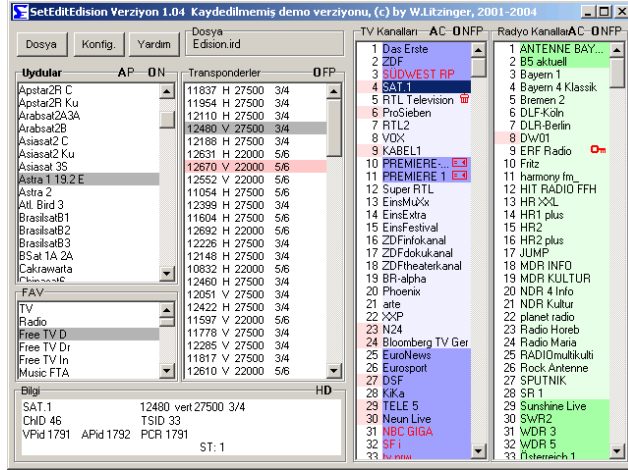 SetEditEdision Verziyon 1.04 Kaydedilmemiş demo verziyonu, (c) by W.Litzinger, 2001-2004
Dosya Konfig. Yardım
Dosya
Edision.ird
Uydular AP ON
Apstar2R C
Apstar2R Ku
Arabsat2A3A
Arabsat2B
Asiasat2 C
Asiasat2 Ku
Asiasat 3S
Astra 1 19.2 E
Astra 2
Atl. Bird 3
BrasilsatB1
BrasilsatB2
BrasilsatB3
BSat 1A 2A
Cakrawarta
Chinasat6
Transponderler OFP
11837 H 27500 3/4
11954 H 27500 3/4
12110 H 27500 3/4
12480 V 27500 3/4
12188 H 27500 3/4
12631 H 22000 5/6
12670 V 22000 5/6
12552 V 22000 5/6
11054 H 27500 5/6
12399 H 27500 3/4
11604 H 27500 5/6
12692 H 22000 5/6
12226 H 27500 3/4
12148 H 27500 3/4
10832 H 22000 5/6
12460 H 27500 3/4
12051 V 27500 3/4
12422 H 27500 3/4
11597 V 22000 5/6
11778 V 27500 3/4
12285 V 27500 3/4
11817 V 27500 3/4
12610 V 22000 5/6
FAV
TV
Radio
Free TV D
Free TV Dr
Free TV In
Music FTA
Bilgi HD
SAT.1 12480 vert 27500 3/4
ChID 46 TSID 33
VPid 1791 APid 1792 PCR 1791
ST: 1
TV Kanalları AC ONFP
1 Das Erste
2 ZDF
3 SÜDWEST RP
4 SAT.1
5 RTL Television
6 ProSieben
7 RTL2
8 VOX
9 KABEL1
10 PREMIERE-...
11 PREMIERE 1
12 Super RTL
13 EinsMuXx
14 EinsExtra
15 EinsFestival
16 ZDFinfokanal
17 ZDFdokukanal
18 ZDFtheaterkanal
19 BR-alpha
20 Phoenix
21 arte
22 XXP
23 N24
24 Bloomberg TV Ger
25 EuroNews
26 Eurosport
27 DSF
28 KiKa
29 TELE 5
30 Neun Live
31 NBC GIGA
32 SF i
33 tv nrw
Radyo Kanallar AC ONFP
1 ANTENNE BAY...
2 B5 aktuell
3 Bayern 1
4 Bayern 4 Klassik
5 Bremen 2
6 DLF-Köln
7 DLR-Berlin
8 DW01
9 ERF Radio
10 Fritz
11 harmony fm_
12 HIT RADIO FFH
13 HR XXL
14 HR1 plus
15 HR2
16 HR2 plus
17 JUMP
18 MDR INFO
19 MDR KULTUR
20 NDR 4 Info
21 NDR Kultur
22 planet radio
23 Radio Horeb
24 Radio Maria
25 RADIOmultikulti
26 Rock Antenne
27 SPUTNIK
28 SR 1
29 Sunshine Live
30 SWR2
31 WDR 3
32 WDR 5
33 Österreich 1